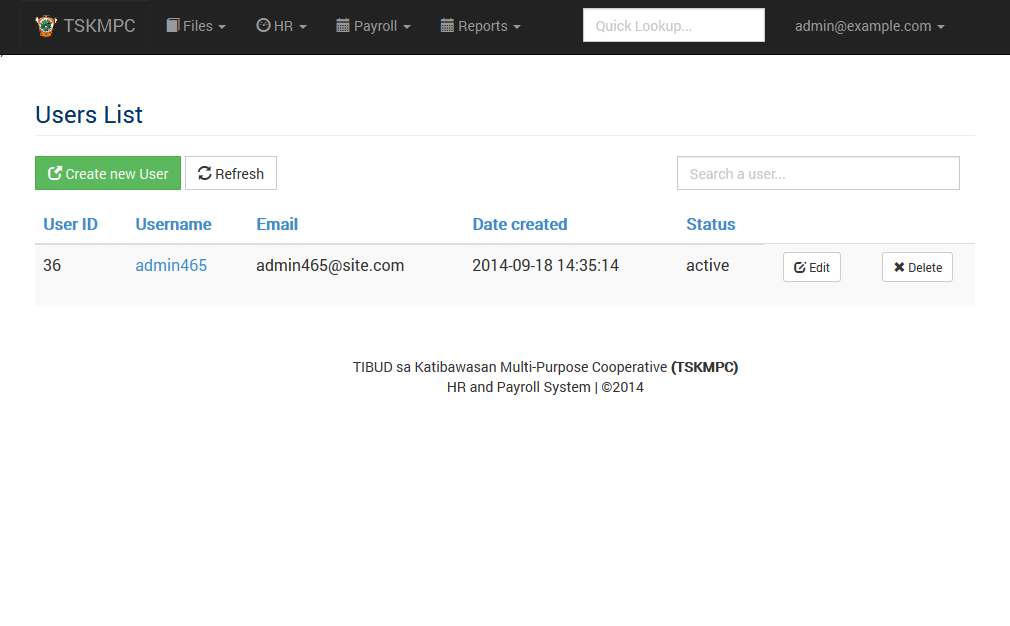 TSKMPC Files HR Payroll Reports Quick Lookup... admin@example.com
Users List
Create new User Refresh Search a user...
User ID Username Email Date created Status
36 admin465 admin465@site.com 2014-09-18 14:35:14 active Edit Delete
TIBUD sa Katibawasan Multi-Purpose Cooperative (TSKMPC)
HR and Payroll System | ©2014